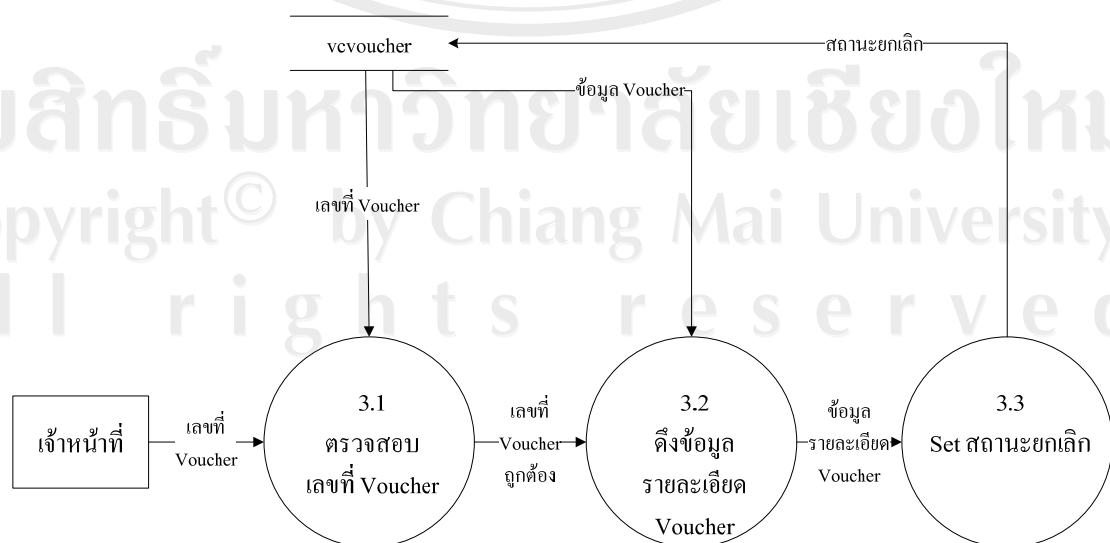 vcvoucher
สถานะยกเลิก
ข้อมูล Voucher
ขสิทธิ์มหาวิทยาลัยเชียงใหม
เลขที่ Voucher
opyright© by Chiang Mai University
ll rights reserved
เจ้าหน้าที่
เลขที่
Voucher
3.1
ตรวจสอบ
เลขที่ Voucher
เลขที่
Voucher
ถูกต้อง
3.2
ดึงข้อมูล
รายละเอียด
Voucher
ข้อมูล
รายละเอียด
Voucher
3.3
Set สถานะยกเลิก